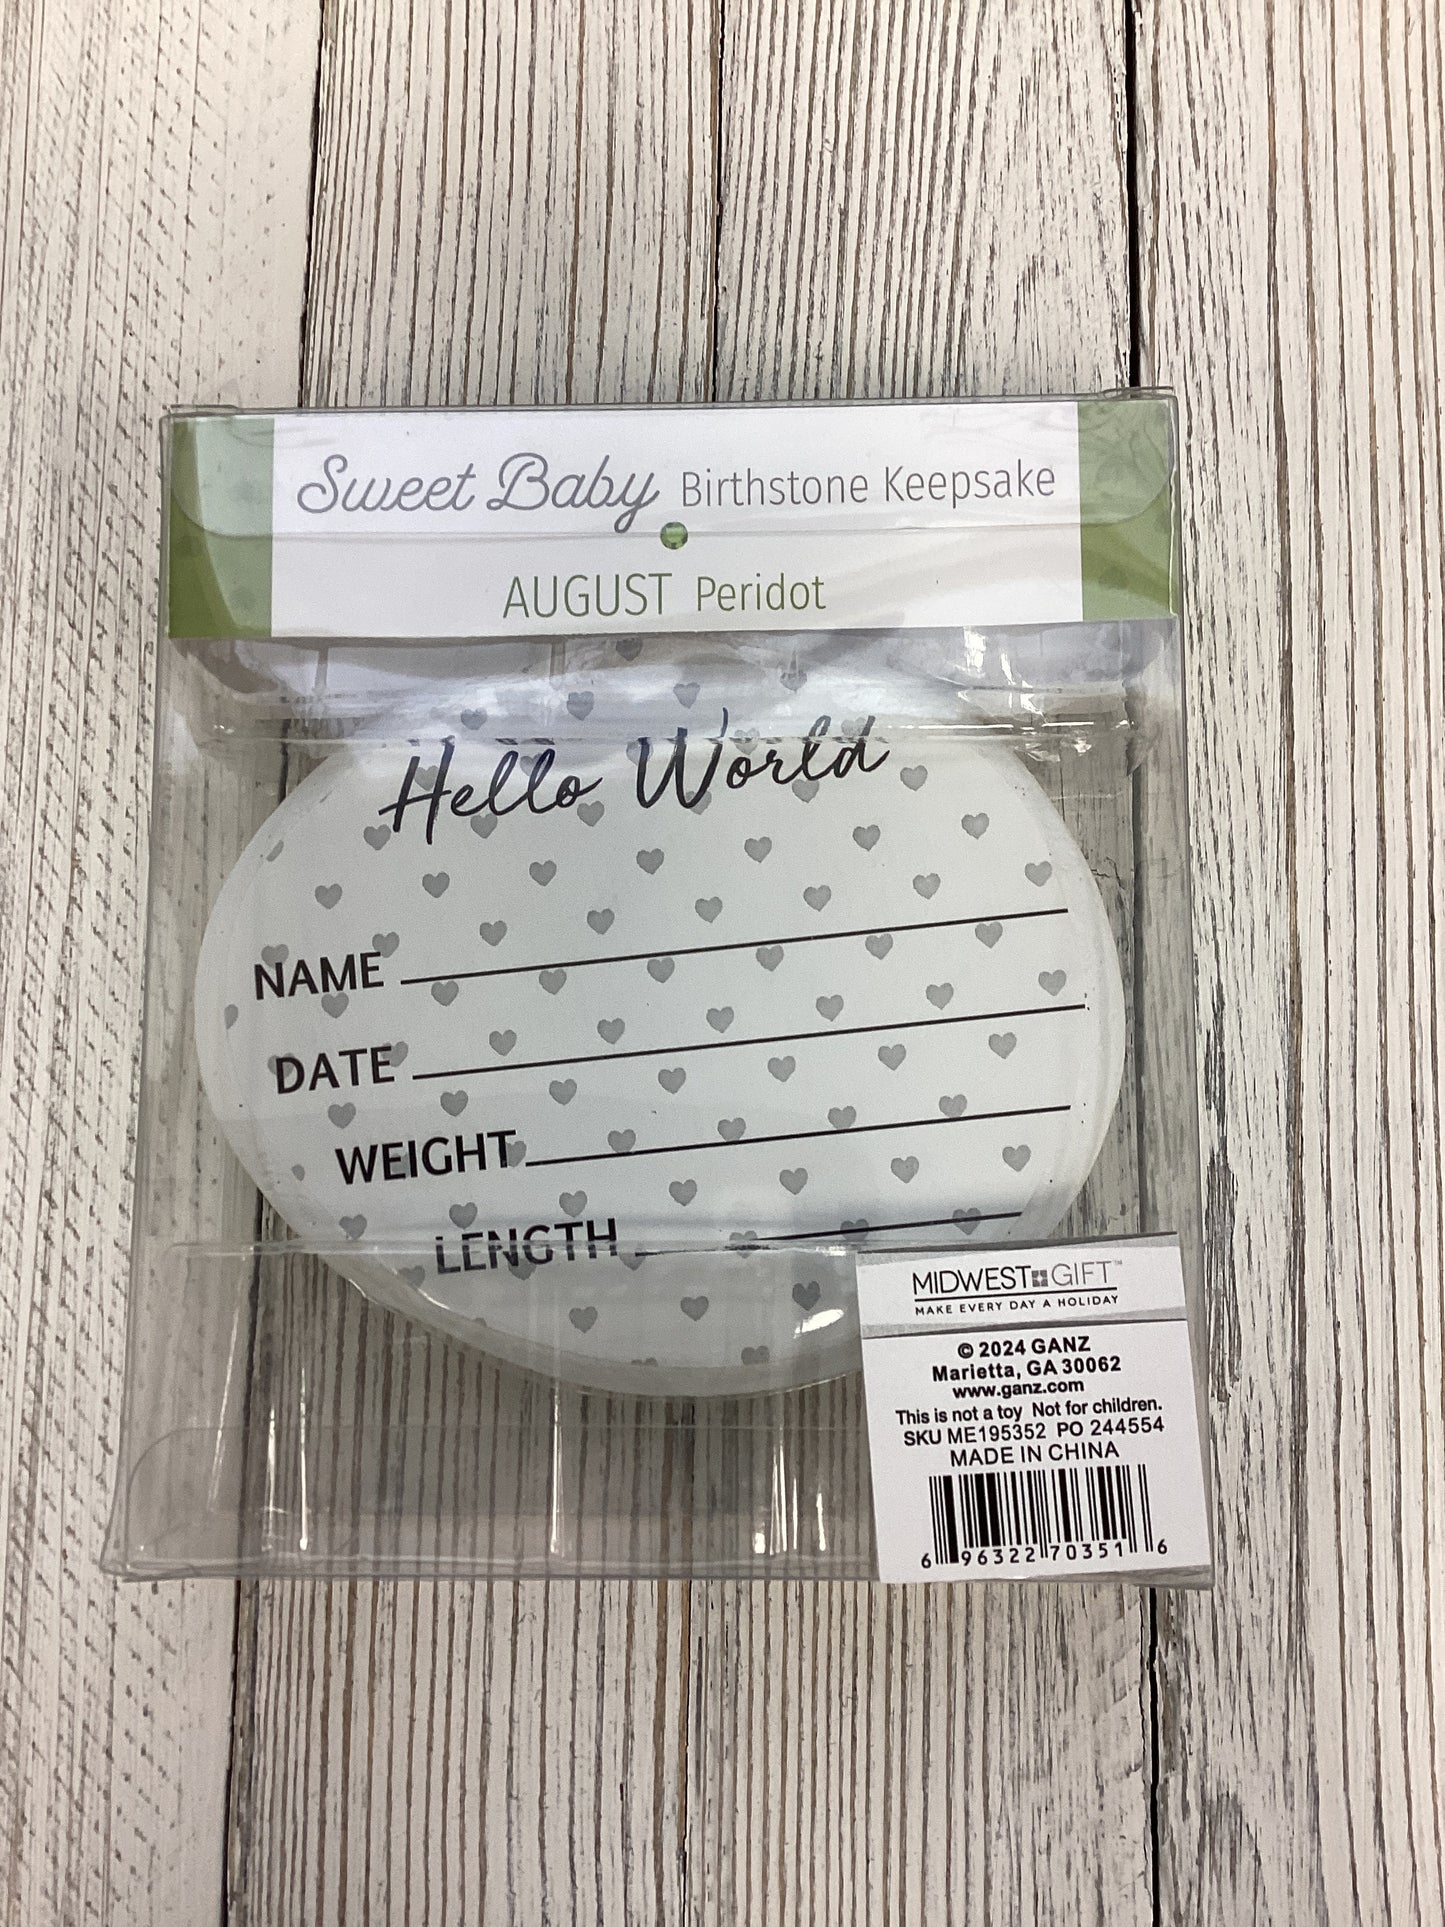 Sweet Baby Birthstone Keepsake
AUGUST Peridot
Hello World
NAME
DATE
WEIGHT
LENGTH
MIDWEST GIFT™
MAKE EVERY DAY A HOLIDAY
© 2024 GANZ
Marietta, GA 30062
www.ganz.com
This is not a toy Not for children.
SKU ME195352 PO 244554
MADE IN CHINA
6 96322 70351 6